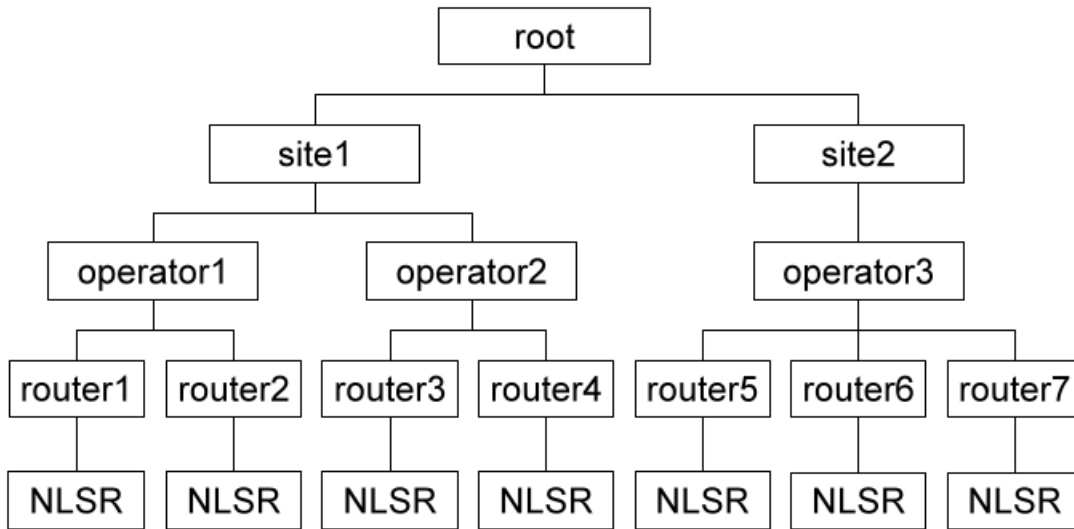 root
site1 site2
operator1 operator2 operator3
router1 router2 router3 router4 router5 router6 router7
NLSR NLSR NLSR NLSR NLSR NLSR NLSR